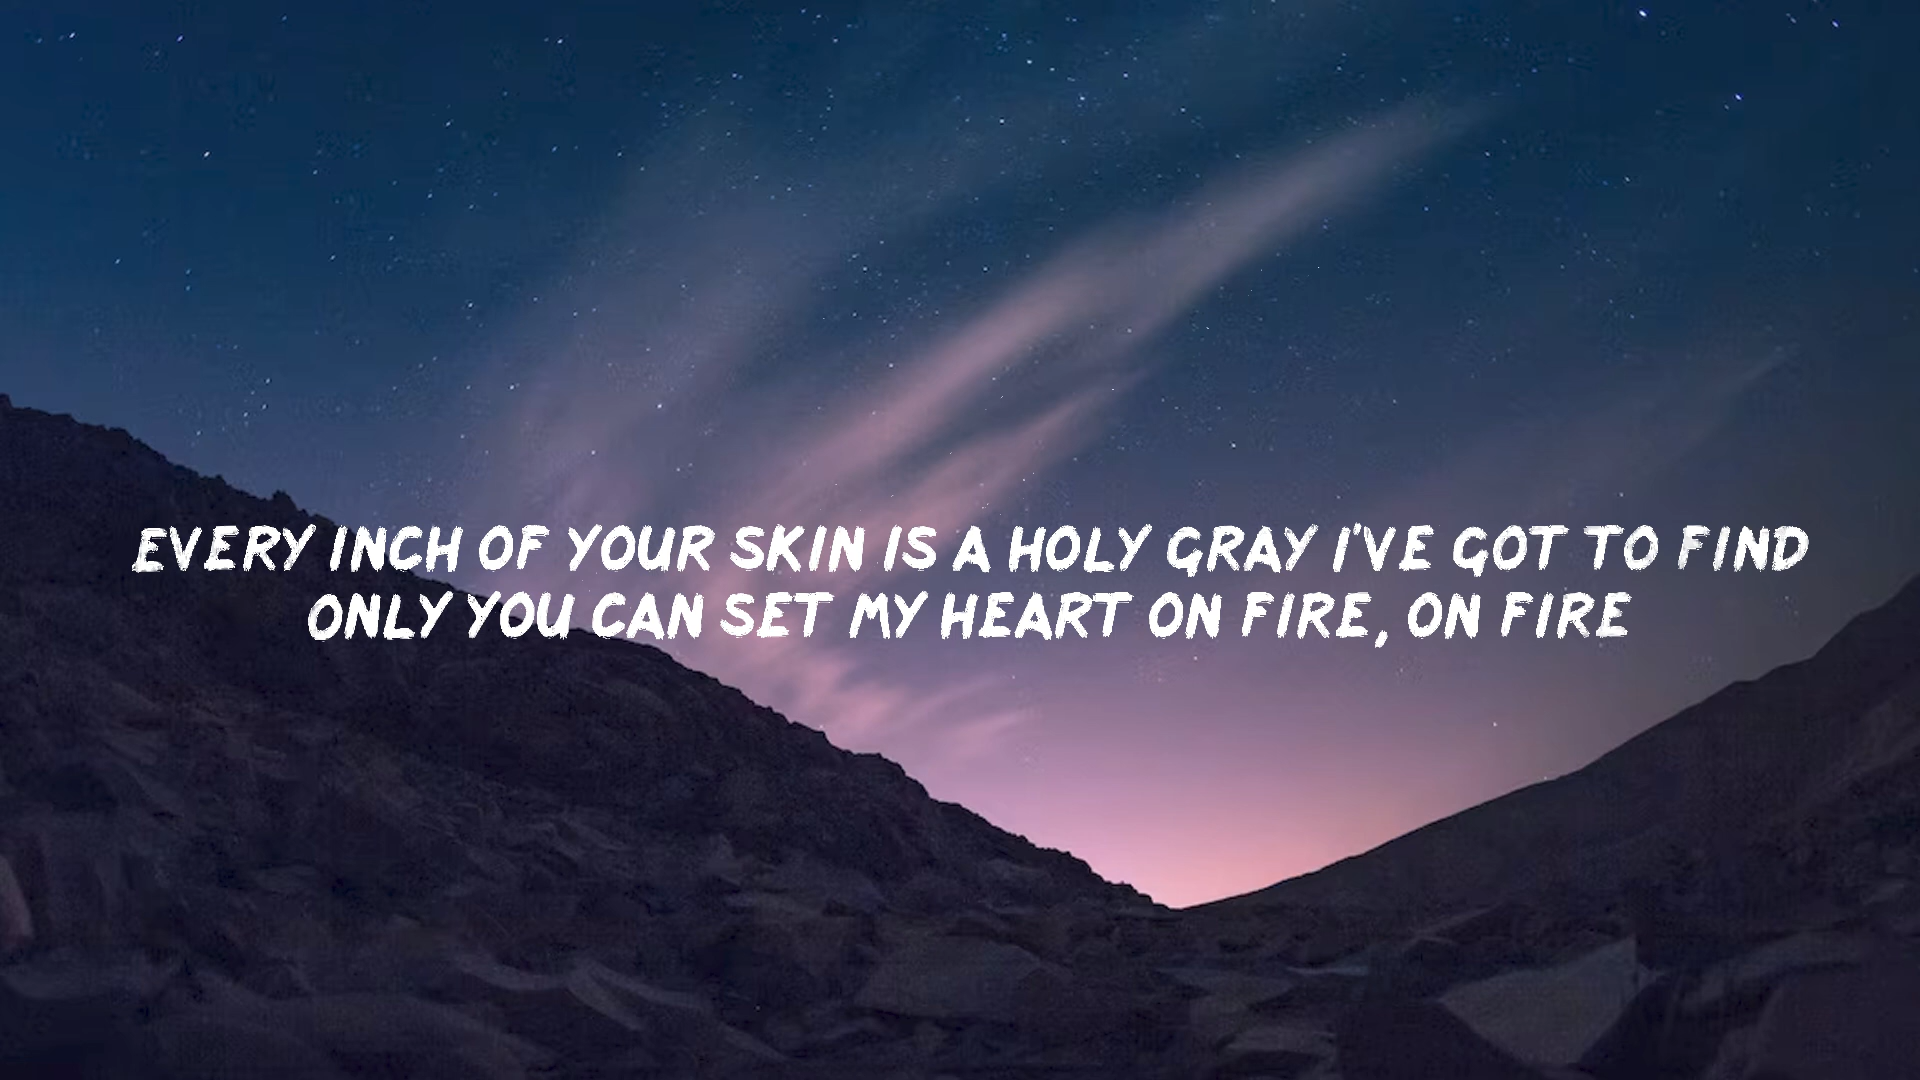 EVERY INCH OF YOUR SKIN IS A HOLY GRAY I'VE GOT TO FIND
ONLY YOU CAN SET MY HEART ON FIRE, ON FIRE